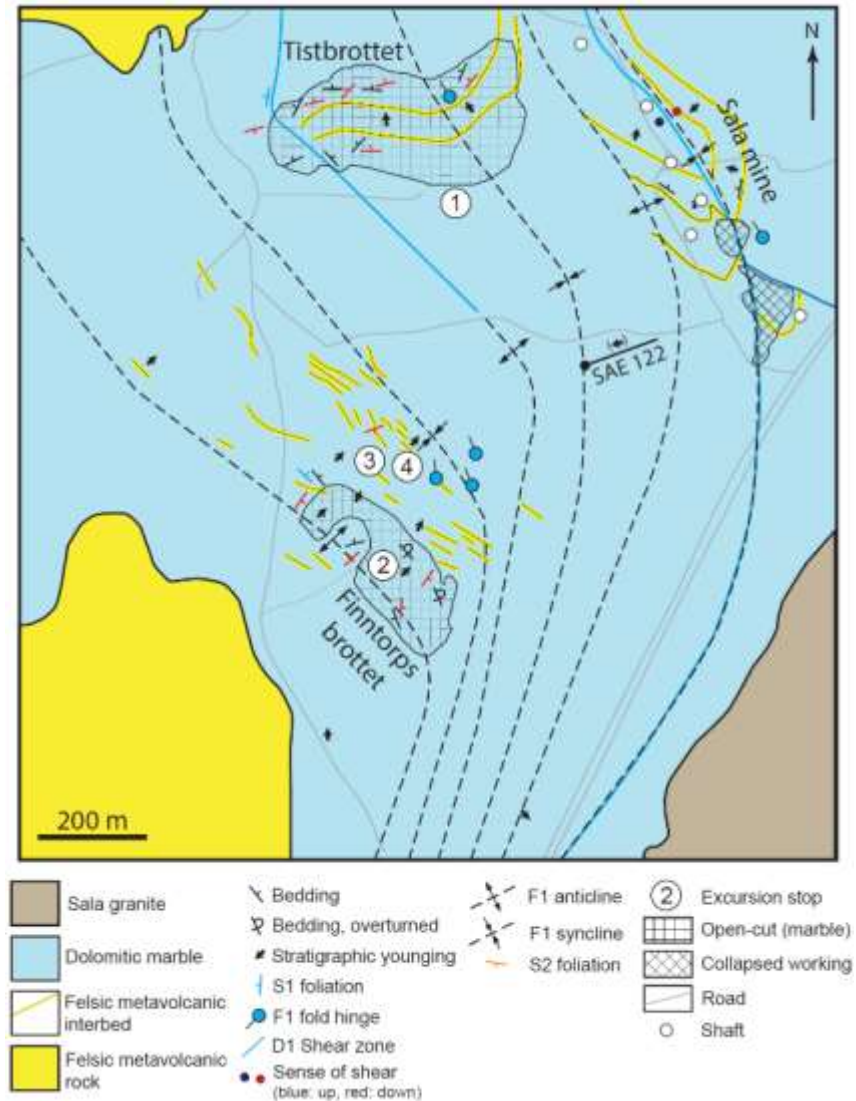 Tistbrottet
N
Sala mine
1
SAE 122
3
4
2
Finntorps
brottet
200 m
Sala granite
Dolomitic marble
Felsic metavolcanic
interbed
Felsic metavolcanic
rock
Bedding
Bedding, overturned
Stratigraphic younging
S1 foliation
F1 fold hinge
D1 Shear zone
Sense of shear
(blue: up, red: down)
F1 anticline
F1 syncline
S2 foliation
2
Excursion stop
Open-cut (marble)
Collapsed working
Road
Shaft